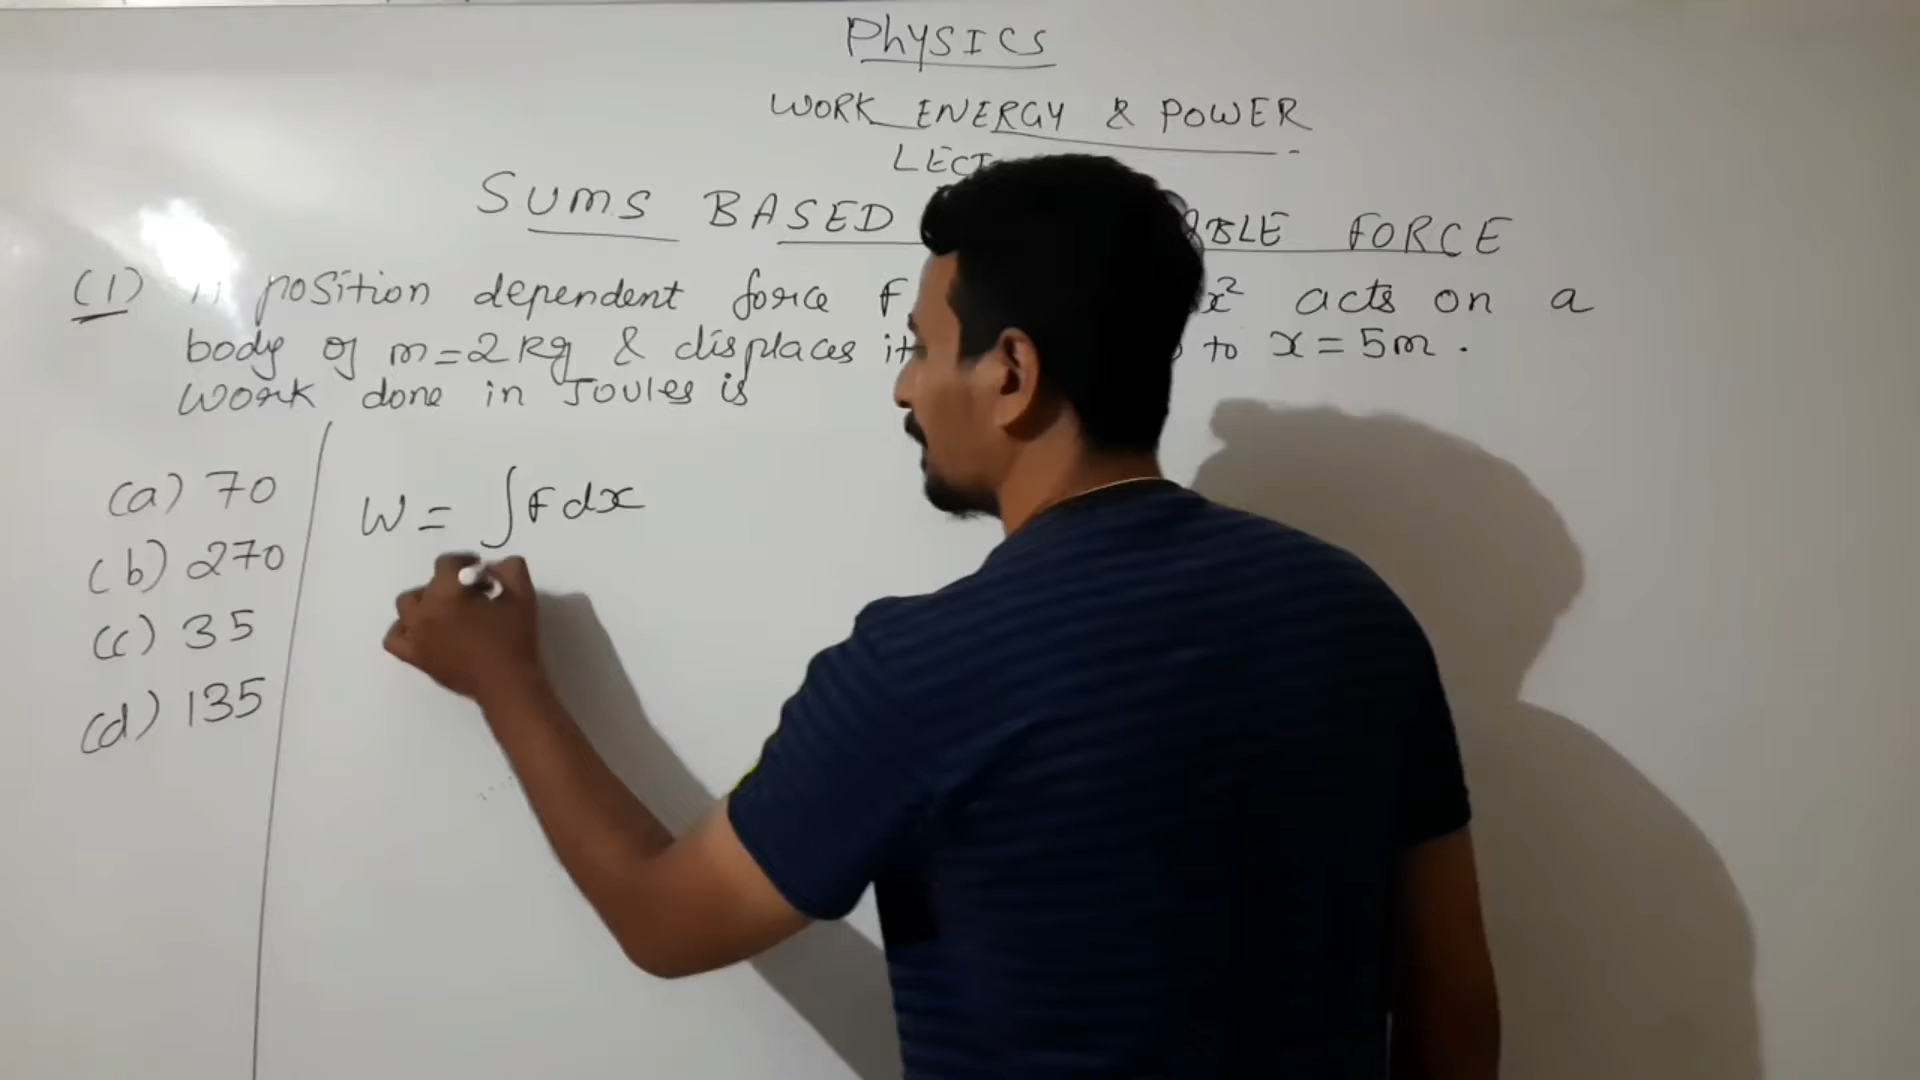 PhYSICS
WORK ENERGY & POWER
LECT
SUMS BASED BLE FORCE
(1) position dependent force F x² acts on a
body of m=2kg & displaces it to x=5m.
Work done in Joules is
(a) 70
W = ∫Fdx
(b) 270
(c) 35
(d) 135